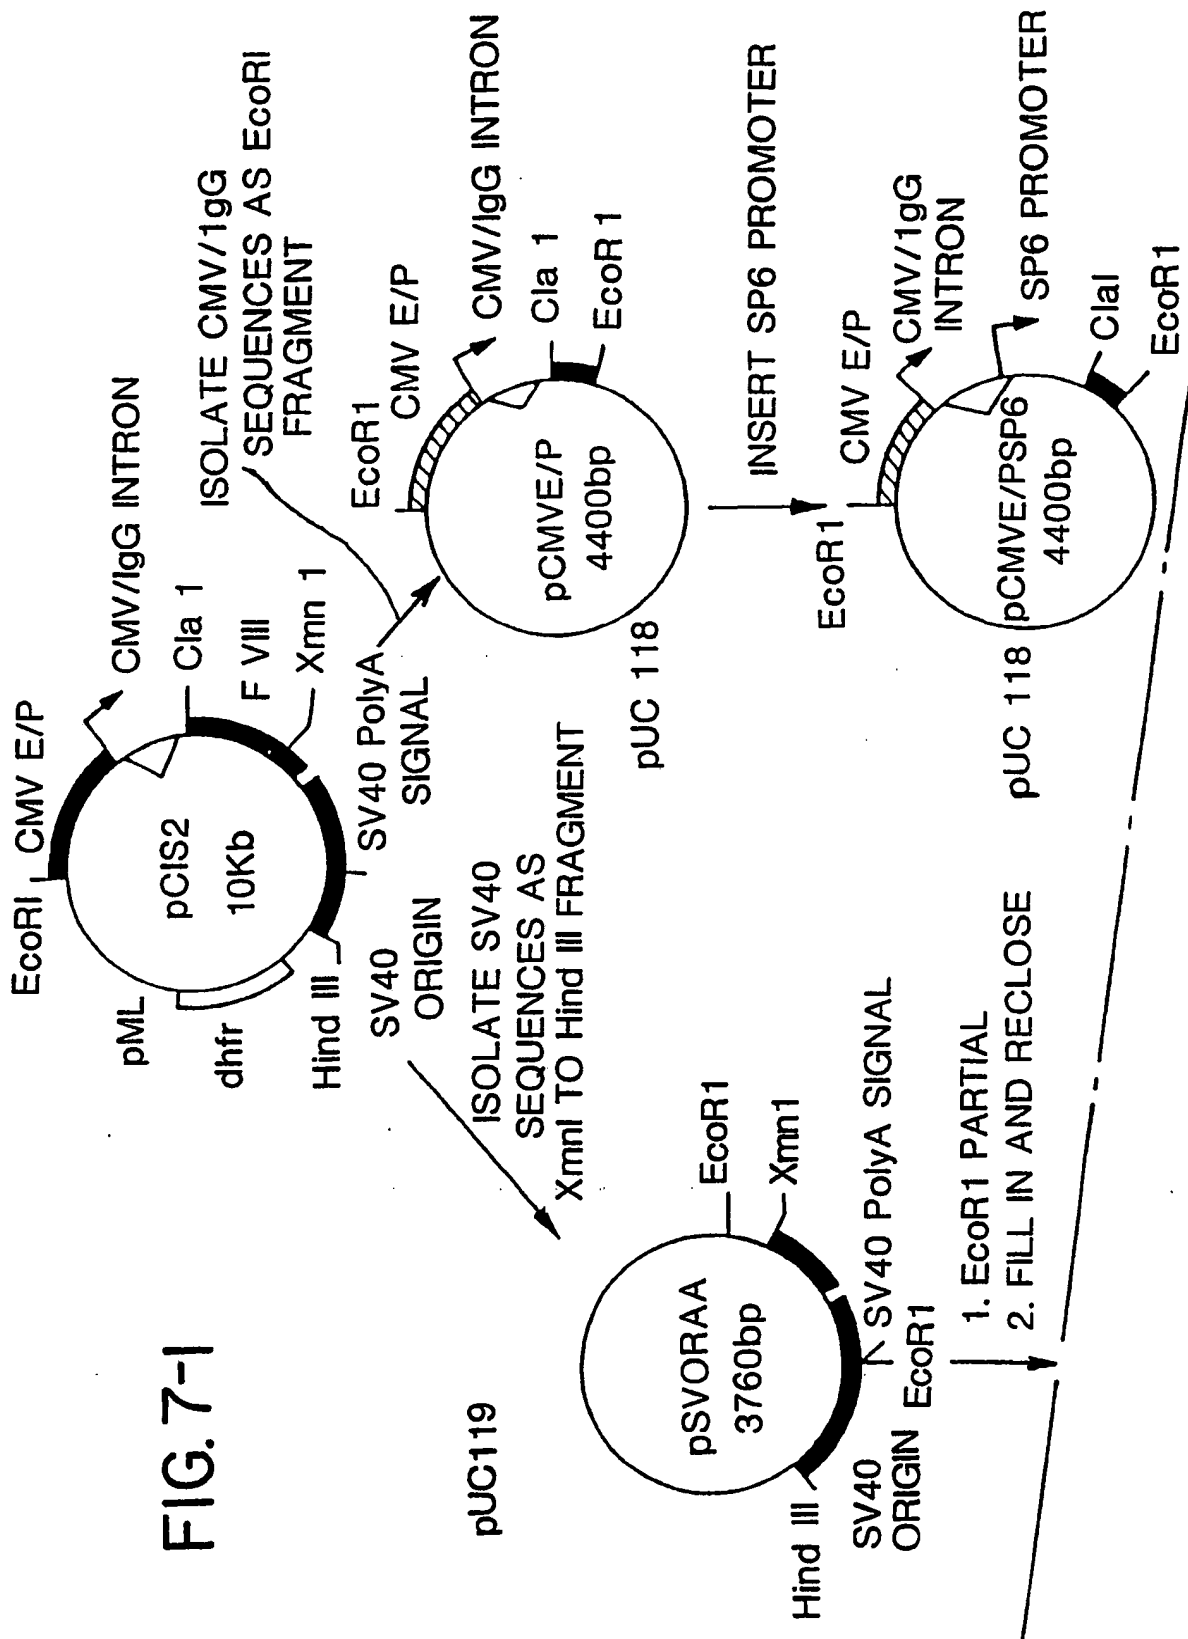 FIG. 7-1
EcoRI
CMV E/P
CMV/IgG INTRON
Cla 1
F VIII
Xmn 1
SV40 PolyA
SIGNAL
SV40
ORIGIN
Hind III
dhfr
pML
pCIS2
10Kb
ISOLATE CMV/1gG
SEQUENCES AS EcoRI
FRAGMENT
ISOLATE SV40
SEQUENCES AS
XmnI TO Hind III FRAGMENT
EcoR1
CMV E/P
CMV/IgG INTRON
Cla 1
EcoR 1
pCMVE/P
4400bp
pUC 118
INSERT SP6 PROMOTER
EcoR1
CMV E/P
CMV/1gG
INTRON
SP6 PROMOTER
ClaI
EcoR1
pCMVE/PSP6
4400bp
pUC 118
pUC119
EcoR1
Xmn1
SV40 PolyA SIGNAL
EcoR1
SV40
ORIGIN
Hind III
pSVORAA
3760bp
1. EcoR1 PARTIAL
2. FILL IN AND RECLOSE